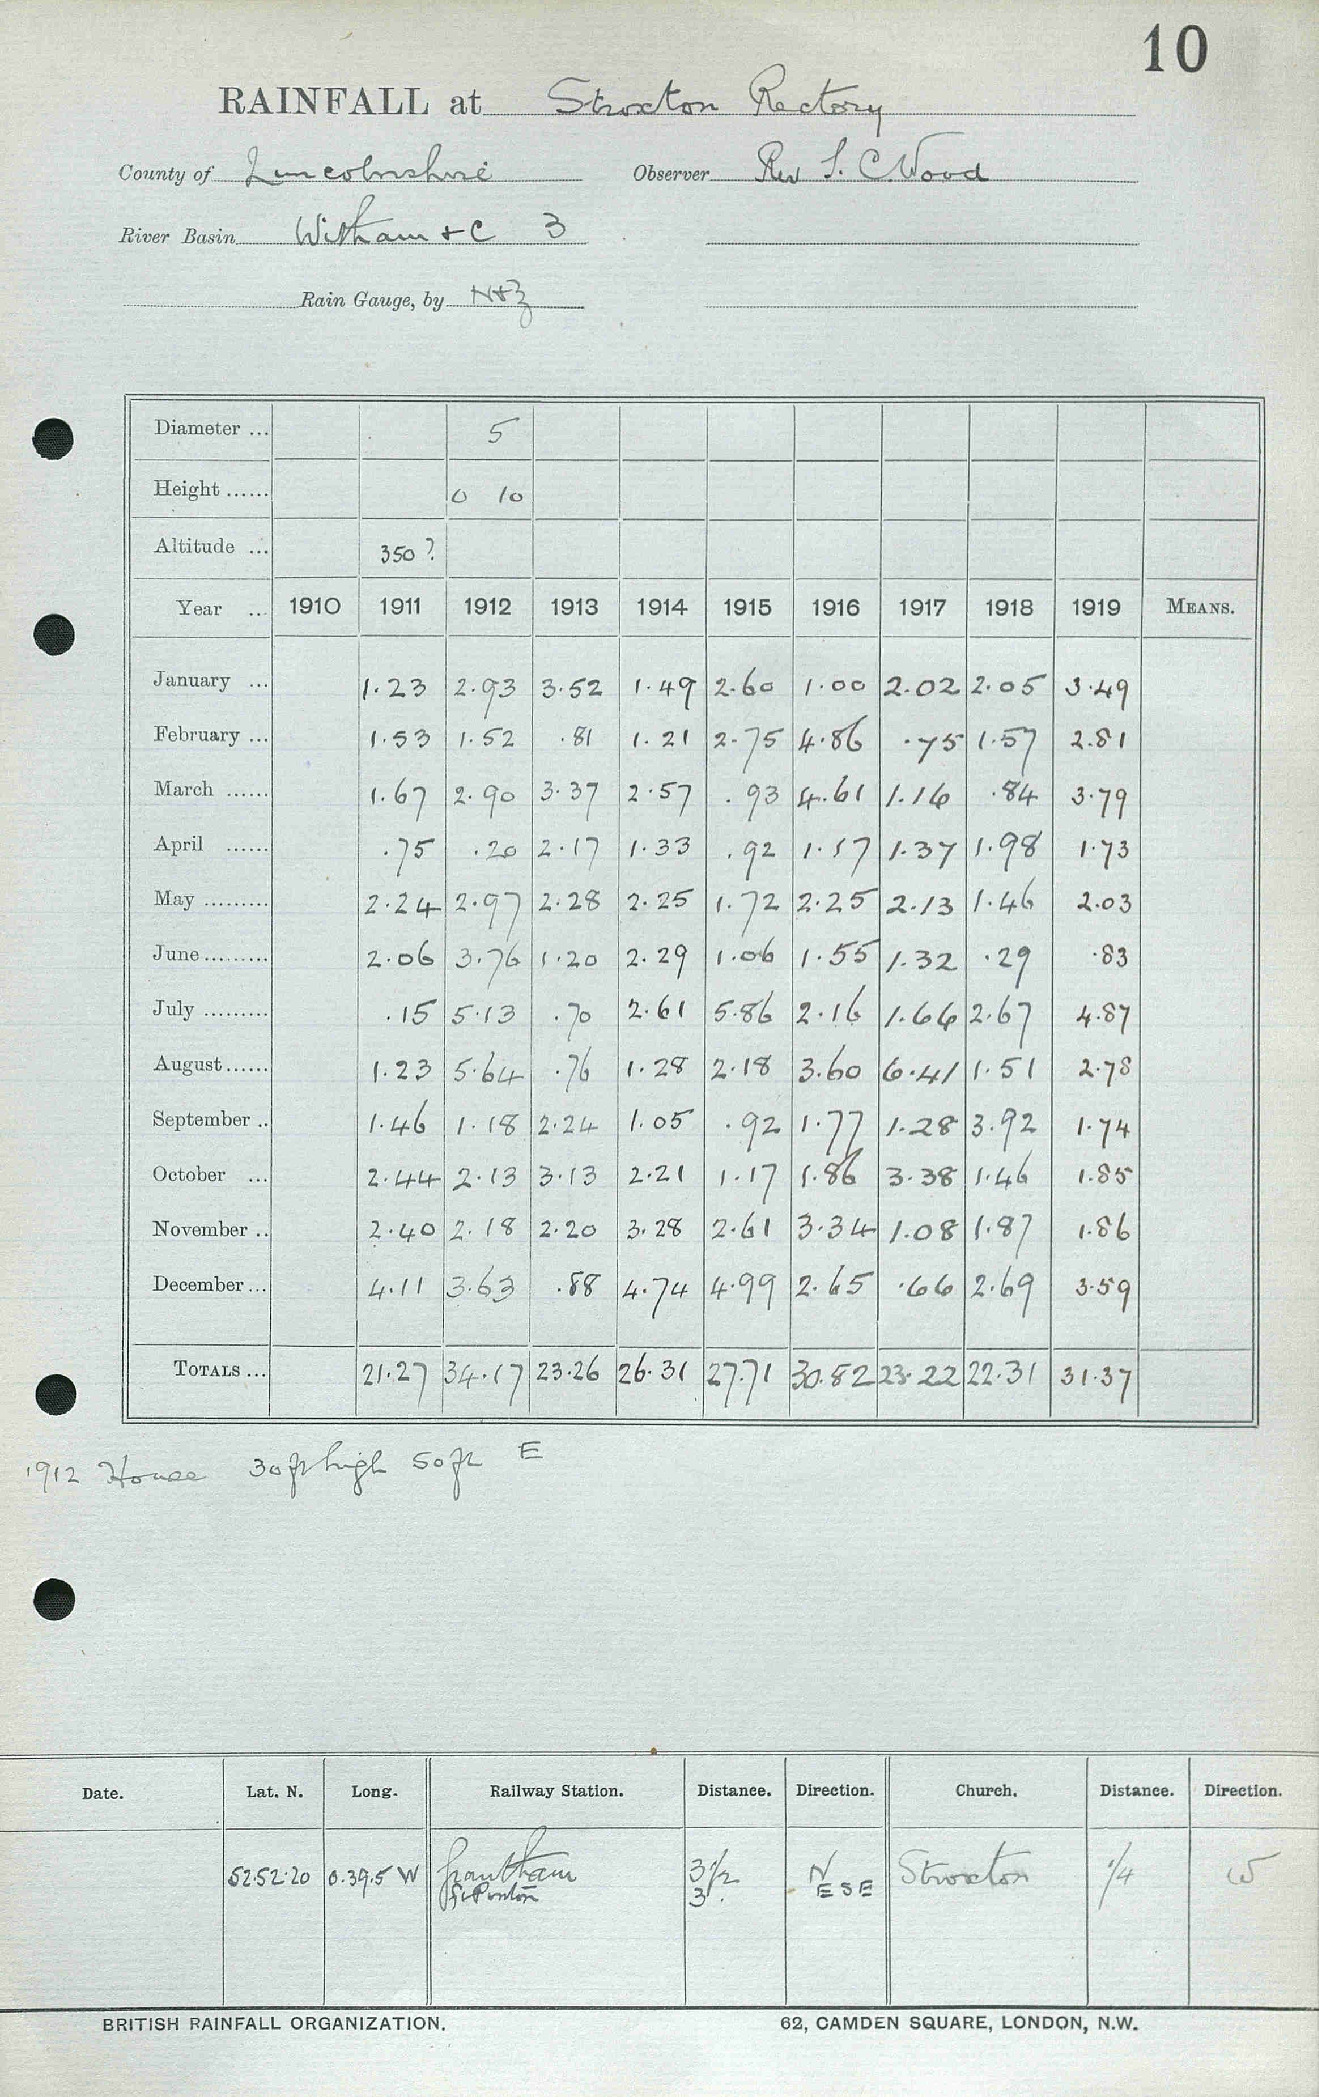 10
RAINFALL at Stroxton Rectory
County of Lincolnshire Observer Rev S. C. Wood
River Basin Witham & C 3
Rain Gauge, by N&Z
Diameter ... 5
Height ...... 0 10
Altitude ... 350?
Year .. 1910 1911 1912 1913 1914 1915 1916 1917 1918 1919 MEANS.
January ... 1.23 2.93 3.52 1.49 2.60 1.00 2.02 2.05 3.49
February ... 1.53 1.52 .81 1.21 2.75 4.86 .75 1.57 2.81
March ...... 1.67 2.90 3.37 2.57 .93 4.61 1.16 .84 3.79
April ...... .75 .20 2.17 1.33 .92 1.17 1.37 1.98 1.73
May ......... 2.24 2.97 2.28 2.25 1.72 2.25 2.13 1.46 2.03
June ......... 2.06 3.76 1.20 2.29 1.06 1.55 1.32 .29 .83
July ......... .15 5.13 .70 2.61 5.86 2.16 1.66 2.67 4.87
August ...... 1.23 5.64 .76 1.28 2.18 3.60 6.41 1.51 2.78
September .. 1.46 1.18 2.24 1.05 .92 1.77 1.28 3.92 1.74
October ... 2.44 2.13 3.13 2.21 1.17 1.86 3.38 1.46 1.85
November .. 2.40 2.18 2.20 3.28 2.61 3.34 1.08 1.87 1.86
December ... 4.11 3.63 .88 4.74 4.99 2.65 .66 2.69 3.59
TOTALS ... 21.27 34.17 23.26 26.31 27.71 30.82 23.22 22.31 31.37
1912 House 30 ft high 50 ft E
Date. Lat. N. Long. Railway Station. Distance. Direction. Church. Distance. Direction.
52.52.20 0.39.5 W Grantham 3½ N Stroxton 1/4 W
Gt Ponton 3. ESE
BRITISH RAINFALL ORGANIZATION. 62, CAMDEN SQUARE, LONDON, N.W.